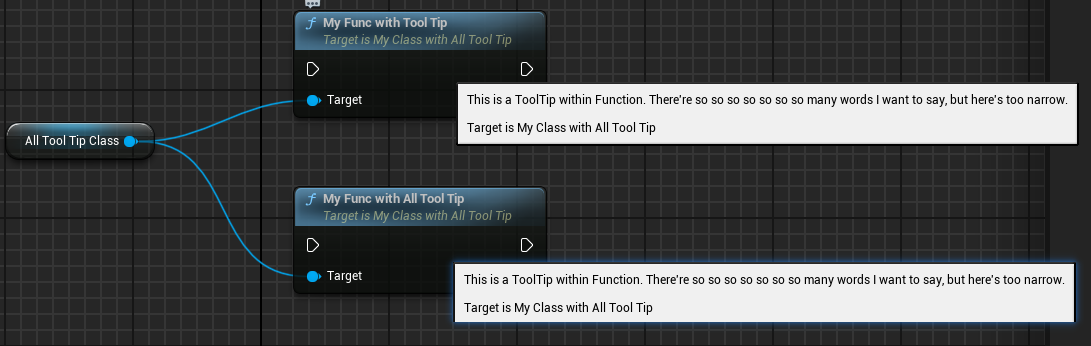 My Func with Tool Tip
Target is My Class with All Tool Tip
Target
This is a ToolTip within Function. There're so so so so so so so many words I want to say, but here's too narrow.
Target is My Class with All Tool Tip
All Tool Tip Class
My Func with All Tool Tip
Target is My Class with All Tool Tip
Target
This is a ToolTip within Function. There're so so so so so so so many words I want to say, but here's too narrow.
Target is My Class with All Tool Tip